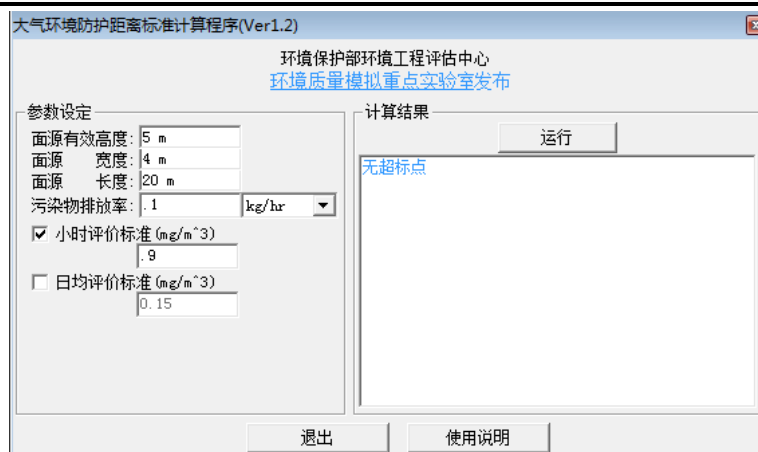 大气环境防护距离标准计算程序(Ver1.2)
环境保护部环境工程评估中心
环境质量模拟重点实验室发布
参数设定
面源有效高度: 5 m
面源 宽度: 4 m
面源 长度: 20 m
污染物排放率: .1 kg/hr
小时评价标准(mg/m^3)
.9
日均评价标准(mg/m^3)
0.15
计算结果
运行
无超标点
退出
使用说明